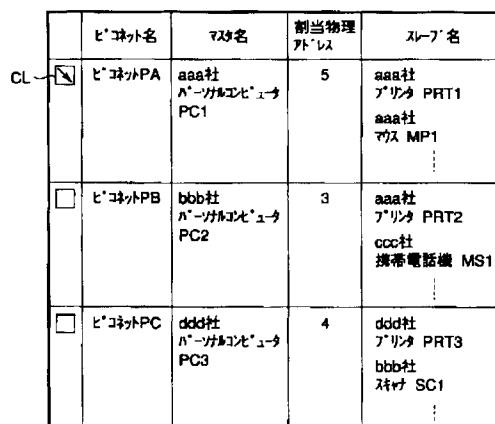 ピコネット名 マスタ名 割当物理 スレーブ名
アドレス
CL ピコネットPA aaa社 5 aaa社
パーソナルコンピュータ プリンタ PRT1
PC1 aaa社
マウス MP1
ピコネットPB bbb社 3 aaa社
パーソナルコンピュータ プリンタ PRT2
PC2 ccc社
携帯電話機 MS1
ピコネットPC ddd社 4 ddd社
パーソナルコンピュータ プリンタ PRT3
PC3 bbb社
スキャナ SC1